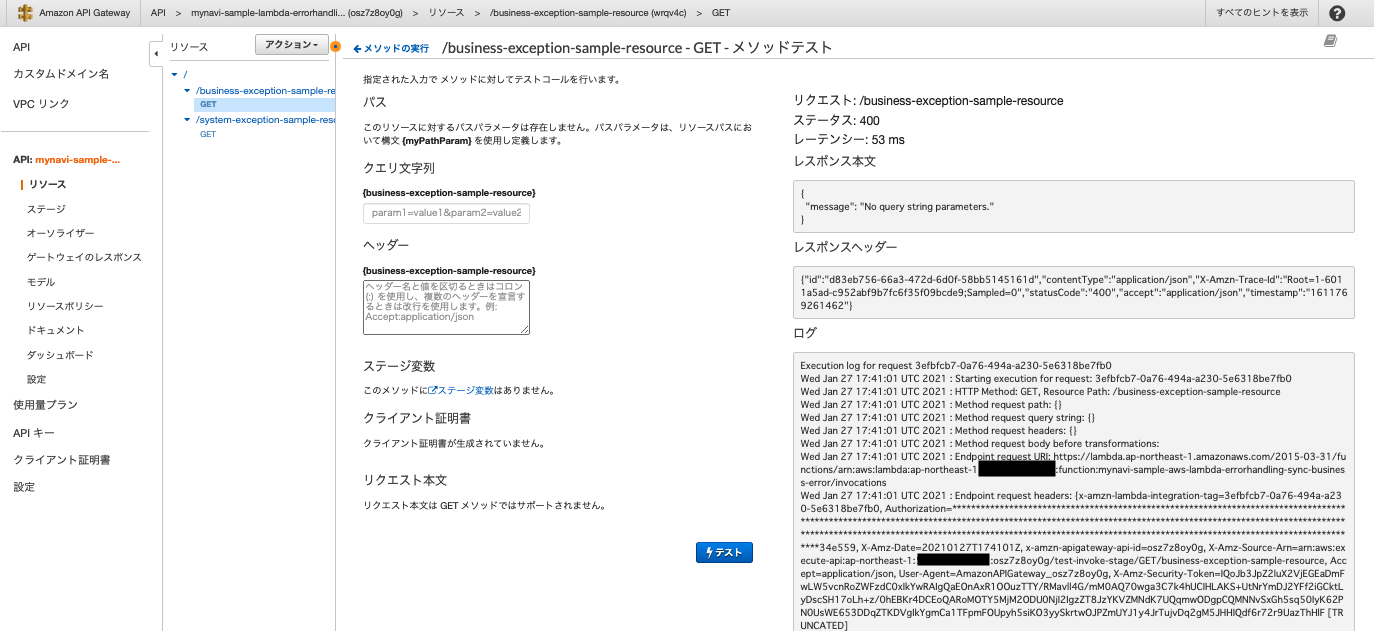 Amazon API Gateway
API > mynavi-sample-lambda-errorhandli... (osz7z8oy0g) > リソース > /business-exception-sample-resource (wrqv4c) > GET
すべてのヒントを表示
API
カスタムドメイン名
VPC リンク
API: mynavi-sample-...
リソース
ステージ
オーソライザー
ゲートウェイのレスポンス
モデル
リソースポリシー
ドキュメント
ダッシュボード
設定
使用量プラン
API キー
クライアント証明書
設定
リソース
アクション
/
/business-exception-sample-re
GET
/system-exception-sample-reso
GET
メソッドの実行
/business-exception-sample-resource - GET - メソッドテスト
指定された入力で メソッドに対してテストコールを行います。
パス
このリソースに対するパスパラメータは存在しません。パスパラメータは、リソースパスにお
いて構文 {myPathParam} を使用し定義します。
クエリ文字列
{business-exception-sample-resource}
param1=value1&param2=value2
ヘッダー
{business-exception-sample-resource}
ヘッダー名と値を区切るときはコロン
(:) を使用し、複数のヘッダーを宣言す
るときは改行を使用します。例:
Accept:application/json
ステージ変数
このメソッドにステージ変数はありません。
クライアント証明書
クライアント証明書が生成されていません。
リクエスト本文
リクエスト本文は GET メソッドではサポートされません。
テスト
リクエスト: /business-exception-sample-resource
ステータス: 400
レーテンシー: 53 ms
レスポンス本文
{
"message": "No query string parameters."
}
レスポンスヘッダー
{"id":"d83eb756-66a3-472d-6d0f-58bb5145161d","contentType":"application/json","X-Amzn-Trace-Id":"Root=1-601
1a5ad-c952abf9b7fc6f35f09bcde9;Sampled=0","statusCode":"400","accept":"application/json","timestamp":"161176
9261462"}
ログ
Execution log for request 3efbfcb7-0a76-494a-a230-5e6318be7fb0
Wed Jan 27 17:41:01 UTC 2021 : Starting execution for request: 3efbfcb7-0a76-494a-a230-5e6318be7fb0
Wed Jan 27 17:41:01 UTC 2021 : HTTP Method: GET, Resource Path: /business-exception-sample-resource
Wed Jan 27 17:41:01 UTC 2021 : Method request path: {}
Wed Jan 27 17:41:01 UTC 2021 : Method request query string: {}
Wed Jan 27 17:41:01 UTC 2021 : Method request headers: {}
Wed Jan 27 17:41:01 UTC 2021 : Method request body before transformations:
Wed Jan 27 17:41:01 UTC 2021 : Endpoint request URI: https://lambda.ap-northeast-1.amazonaws.com/2015-03-31/fu
nctions/arn:aws:lambda:ap-northeast-1 :function:mynavi-sample-aws-lambda-errorhandling-sync-busines
s-error/invocations
Wed Jan 27 17:41:01 UTC 2021 : Endpoint request headers: {x-amzn-lambda-integration-tag=3efbfcb7-0a76-494a-a23
0-5e6318be7fb0, Authorization=
****34e559, X-Amz-Date=20210127T174101Z, x-amzn-apigateway-api-id=osz7z8oy0g, X-Amz-Source-Arn=arn:aws:ex
ecute-api:ap-northeast-1: :osz7z8oy0g/test-invoke-stage/GET/business-exception-sample-resource, Acc
ept=application/json, User-Agent=AmazonAPIGateway_osz7z8oy0g, X-Amz-Security-Token=
[TR
UNCATED]